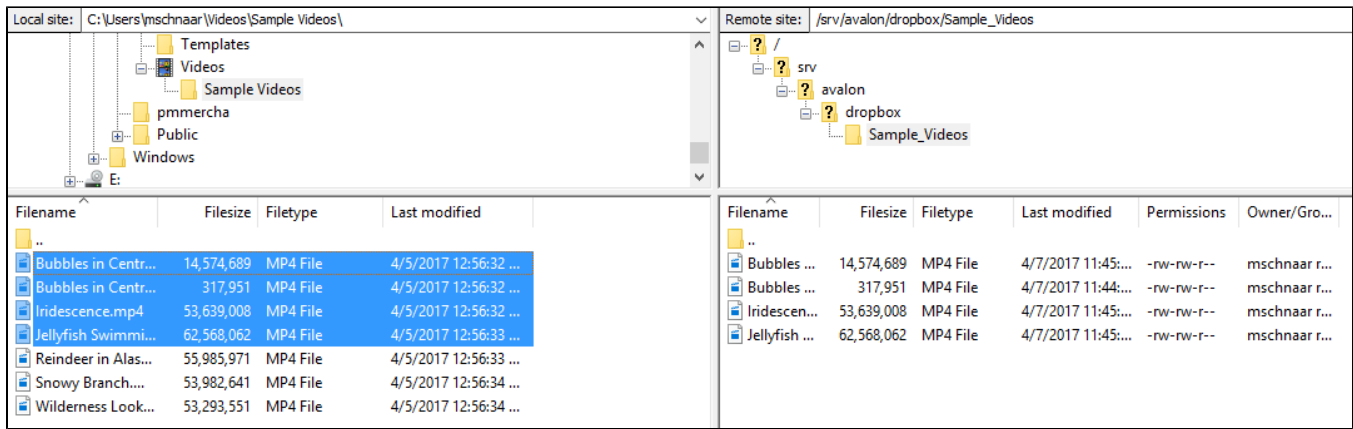 Local site: C:\Users\mschnaar\Videos\Sample Videos\
Templates
Videos
Sample Videos
pmmercha
Public
Windows
E:
Filename Filesize Filetype Last modified
..
Bubbles in Centr... 14,574,689 MP4 File 4/5/2017 12:56:32 ...
Bubbles in Centr... 317,951 MP4 File 4/5/2017 12:56:32 ...
Iridescence.mp4 53,639,008 MP4 File 4/5/2017 12:56:32 ...
Jellyfish Swimmi... 62,568,062 MP4 File 4/5/2017 12:56:33 ...
Reindeer in Alas... 55,985,971 MP4 File 4/5/2017 12:56:33 ...
Snowy Branch.... 53,982,641 MP4 File 4/5/2017 12:56:34 ...
Wilderness Look... 53,293,551 MP4 File 4/5/2017 12:56:34 ...
Remote site: /srv/avalon/dropbox/Sample_Videos
? /
? srv
? avalon
? dropbox
Sample_Videos
Filename Filesize Filetype Last modified Permissions Owner/Gro...
..
Bubbles ... 14,574,689 MP4 File 4/7/2017 11:45:... -rw-rw-r-- mschnaar r...
Bubbles ... 317,951 MP4 File 4/7/2017 11:44:... -rw-rw-r-- mschnaar r...
Iridescen... 53,639,008 MP4 File 4/7/2017 11:45:... -rw-rw-r-- mschnaar r...
Jellyfish ... 62,568,062 MP4 File 4/7/2017 11:45:... -rw-rw-r-- mschnaar r...